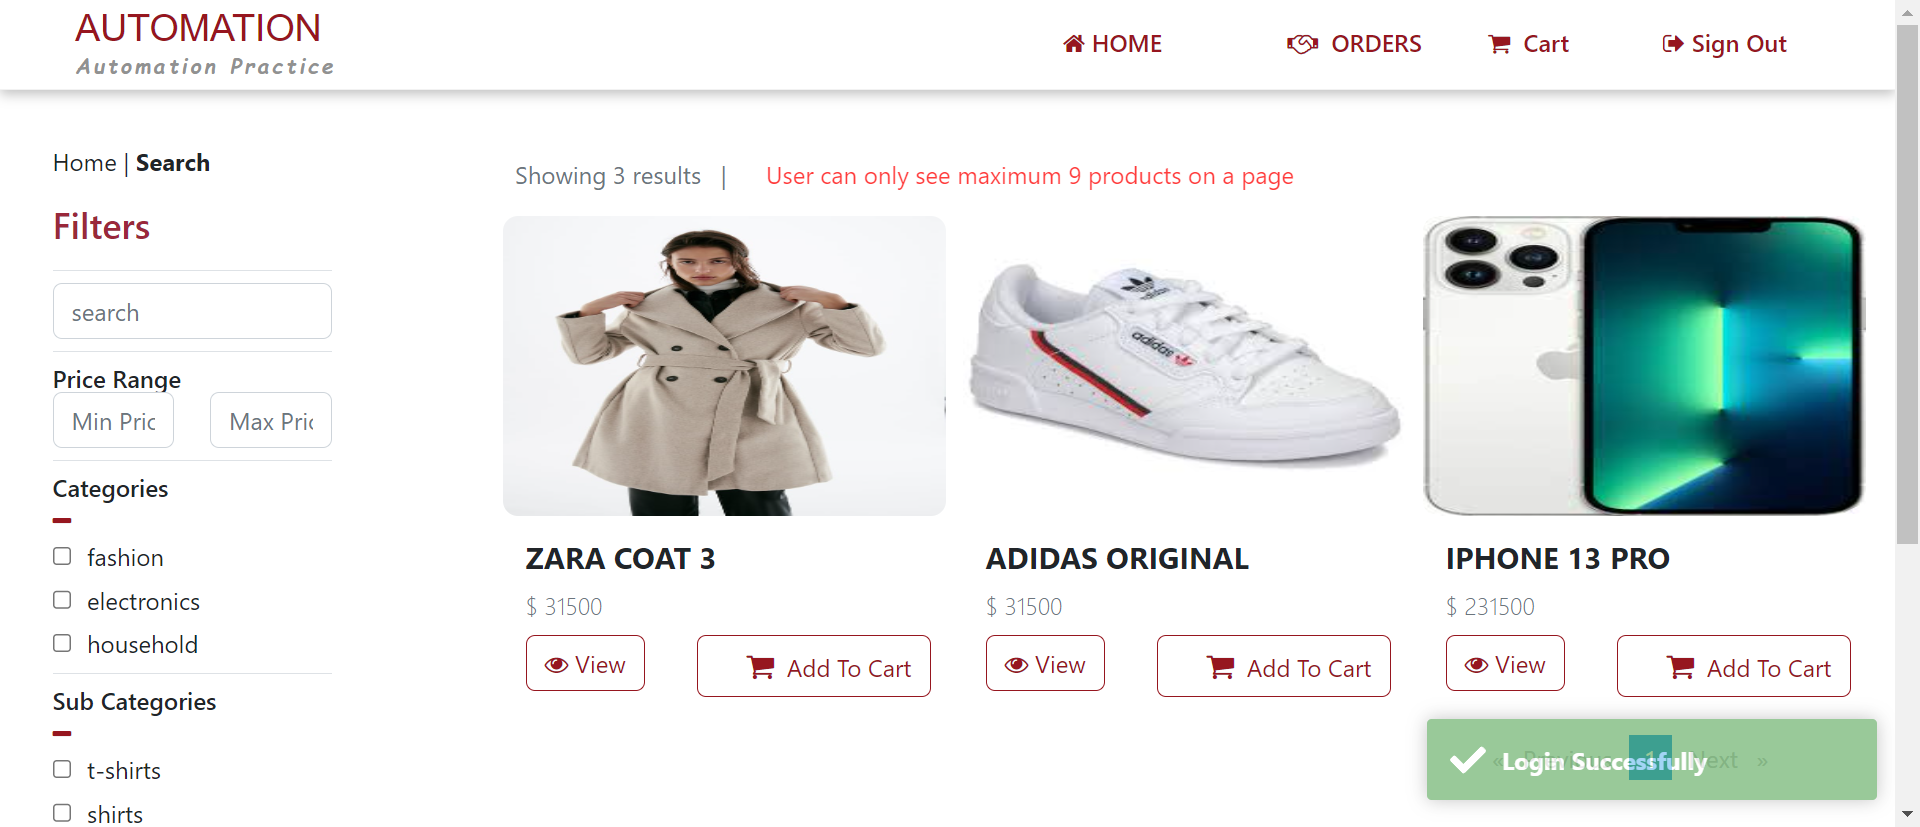 AUTOMATION
Automation Practice
HOME
ORDERS
Cart
Sign Out
Home | Search
Showing 3 results |
User can only see maximum 9 products on a page
Filters
search
Price Range
Min Pric
Max Pric
Categories
fashion
electronics
household
Sub Categories
t-shirts
shirts
adidas
adidas
ZARA COAT 3
$ 31500
View
Add To Cart
ADIDAS ORIGINAL
$ 31500
View
Add To Cart
IPHONE 13 PRO
$ 231500
View
Add To Cart
Login Successfully
« 1 Next »